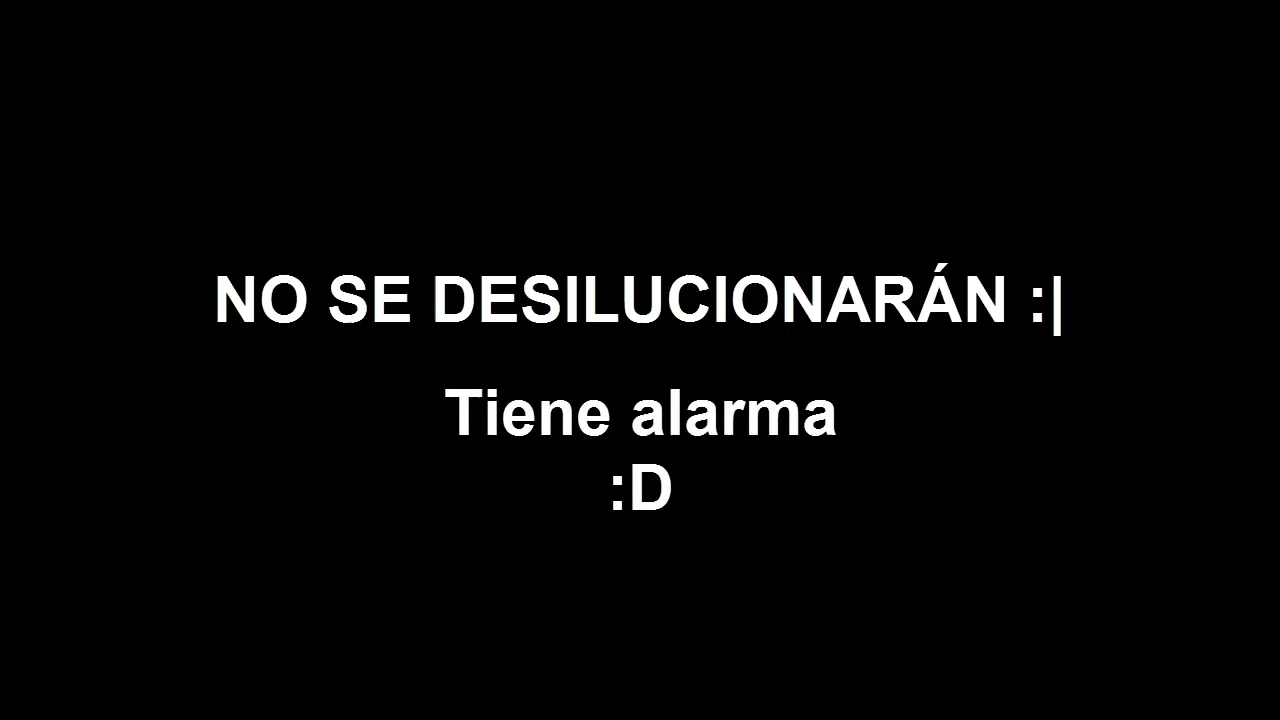 NO SE DESILUCIONARÁN :|
Tiene alarma
:D